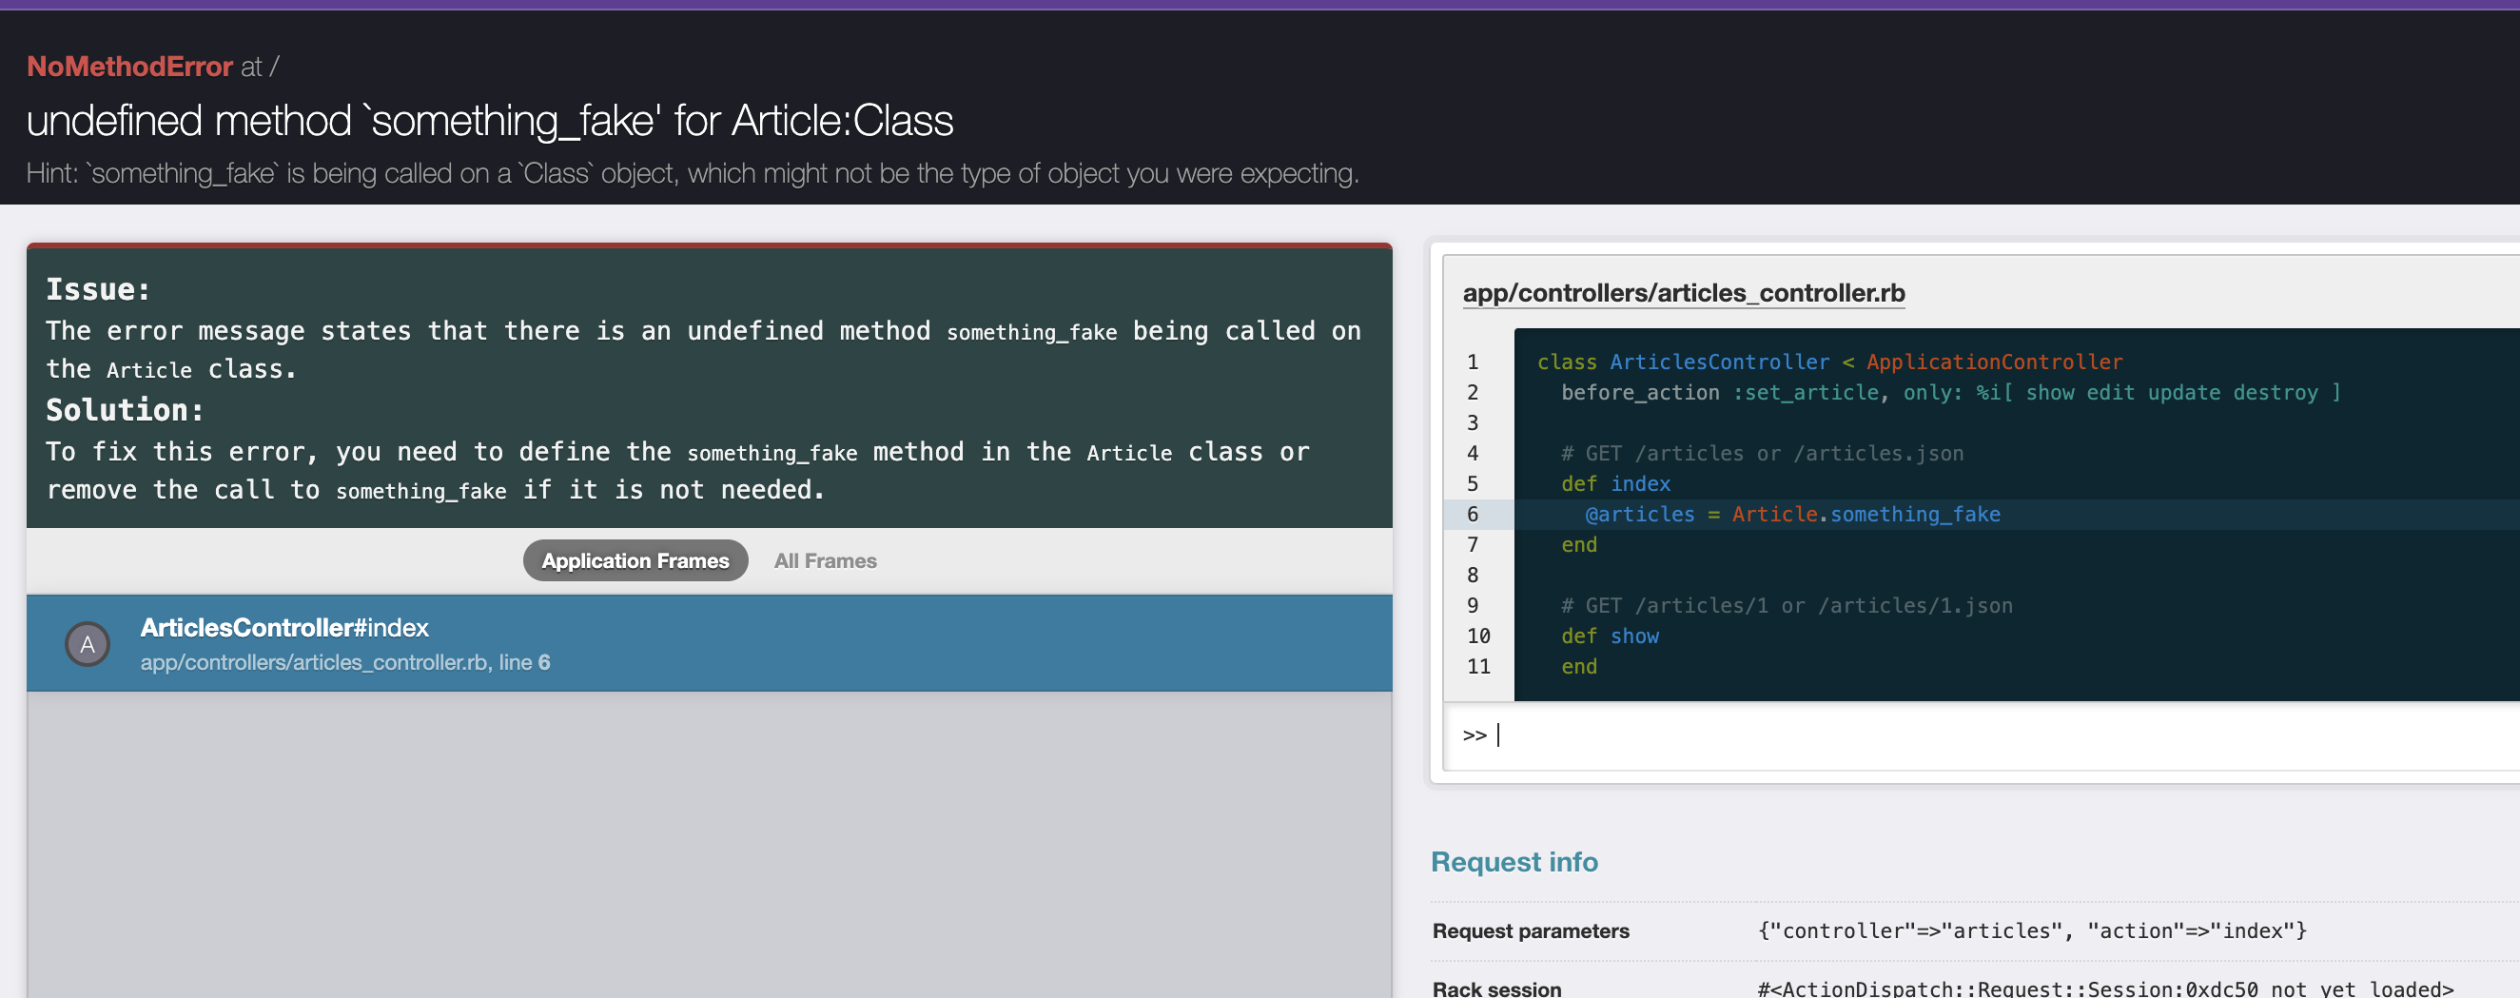 NoMethodError at /
undefined method `something_fake' for Article:Class
Hint: `something_fake` is being called on a `Class` object, which might not be the type of object you were expecting.
Issue:
The error message states that there is an undefined method something_fake being called on
the Article class.
Solution:
To fix this error, you need to define the something_fake method in the Article class or
remove the call to something_fake if it is not needed.
Application Frames All Frames
A
ArticlesController#index
app/controllers/articles_controller.rb, line 6
app/controllers/articles_controller.rb
1 class ArticlesController < ApplicationController
2   before_action :set_article, only: %i[ show edit update destroy ]
3
4   # GET /articles or /articles.json
5   def index
6     @articles = Article.something_fake
7   end
8
9   # GET /articles/1 or /articles/1.json
10   def show
11   end
>>
Request info
Request parameters {"controller"=>"articles", "action"=>"index"}
Rack session #<ActionDispatch::Request::Session:0xdc50 not yet loaded>